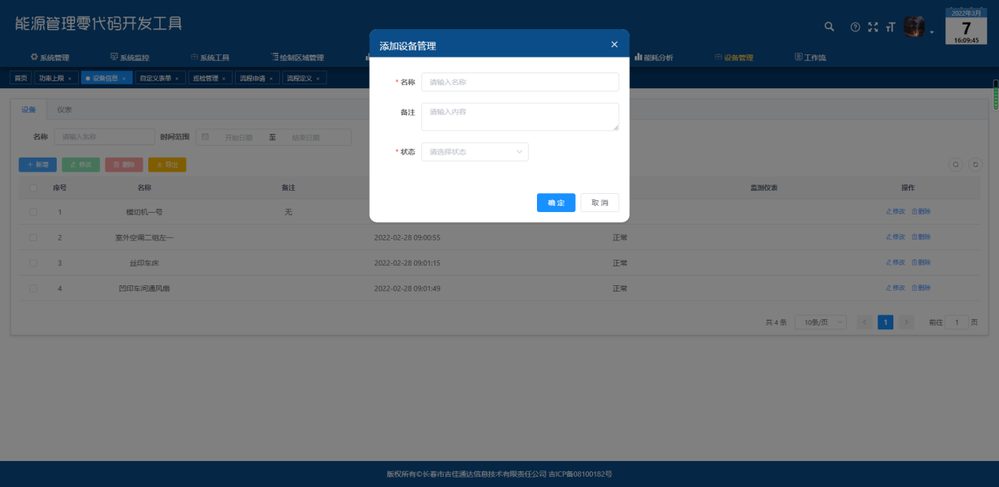 能源管理零代码开发工具
2022年3月
7
16:09:45
系统管理 系统监控 系统工具 绘制区域管理 能耗分析 设备管理 工作流
首页 功率上限 × 设备信息 × 自定义表单 × 巡检管理 × 流程申请 × 流程定义 ×
添加设备管理 ×
* 名称 请输入名称
备注 请输入内容
* 状态 请选择状态
确 定 取 消
设备 仪表
名称 请输入名称 时间范围 开始日期 至 结束日期
+ 新增 修改 删除 导出
序号 名称 备注 监测仪表 操作
1 模切机一号 无 修改 删除
2 室外空调二组左一 2022-02-28 09:00:55 正常 修改 删除
3 丝印车床 2022-02-28 09:01:15 正常 修改 删除
4 凹印车间通风扇 2022-02-28 09:01:49 正常 修改 删除
共 4 条 10条/页 < 1 > 前往 1 页
版权所有©长春市吉佳通达信息技术有限责任公司 吉ICP备08100182号